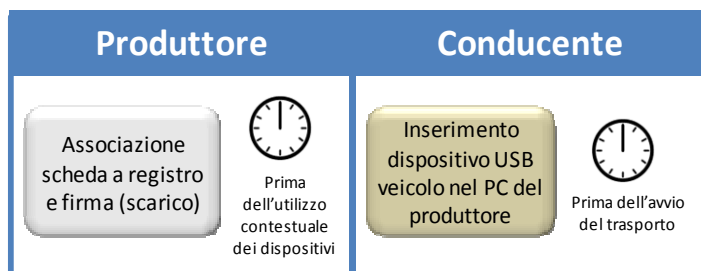 Produttore
Associazione
scheda a registro
e firma (scarico)
Prima
dell'utilizzo
contestuale
dei dispositivi
Conducente
Inserimento
dispositivo USB
veicolo nel PC del
produttore
Prima dell'avvio
del trasporto